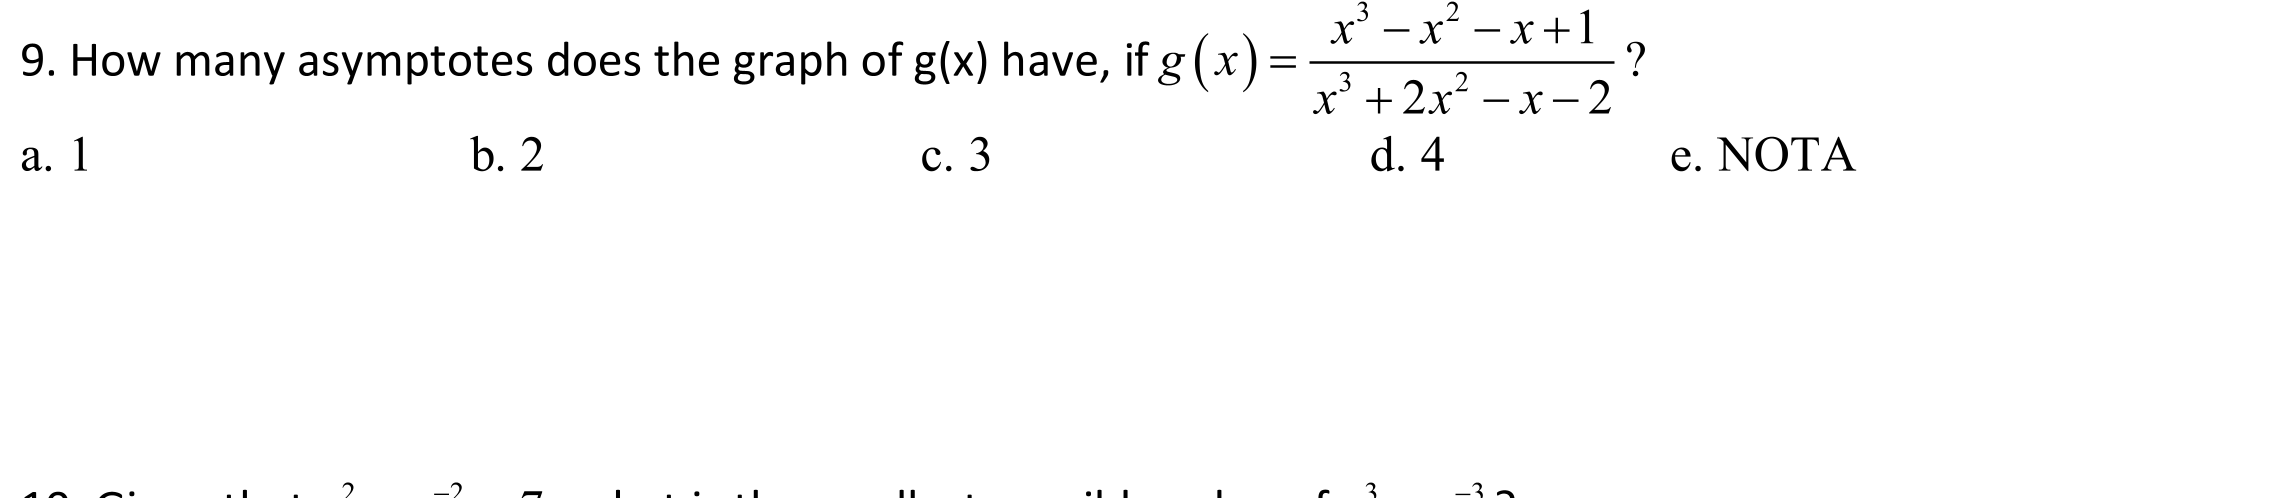 9. How many asymptotes does the graph of g(x) have, if g(x) = \frac{x^3 - x^2 - x + 1}{x^3 + 2x^2 - x - 2} ?
a. 1 b. 2 c. 3 d. 4 e. NOTA